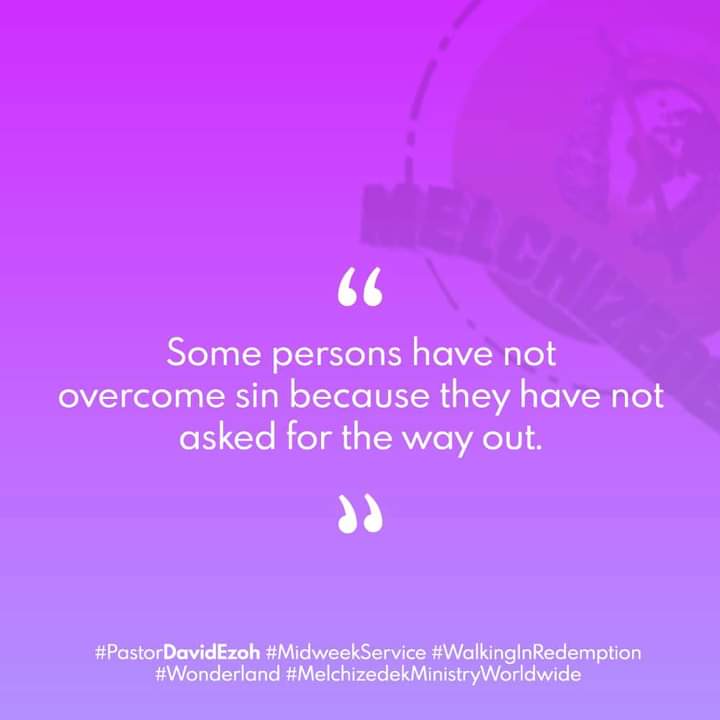 MELCHIZEDEK
“
Some persons have not
overcome sin because they have not
asked for the way out.
”
#PastorDavidEzoh #MidweekService #WalkingInRedemption
#Wonderland #MelchizedekMinistryWorldwide